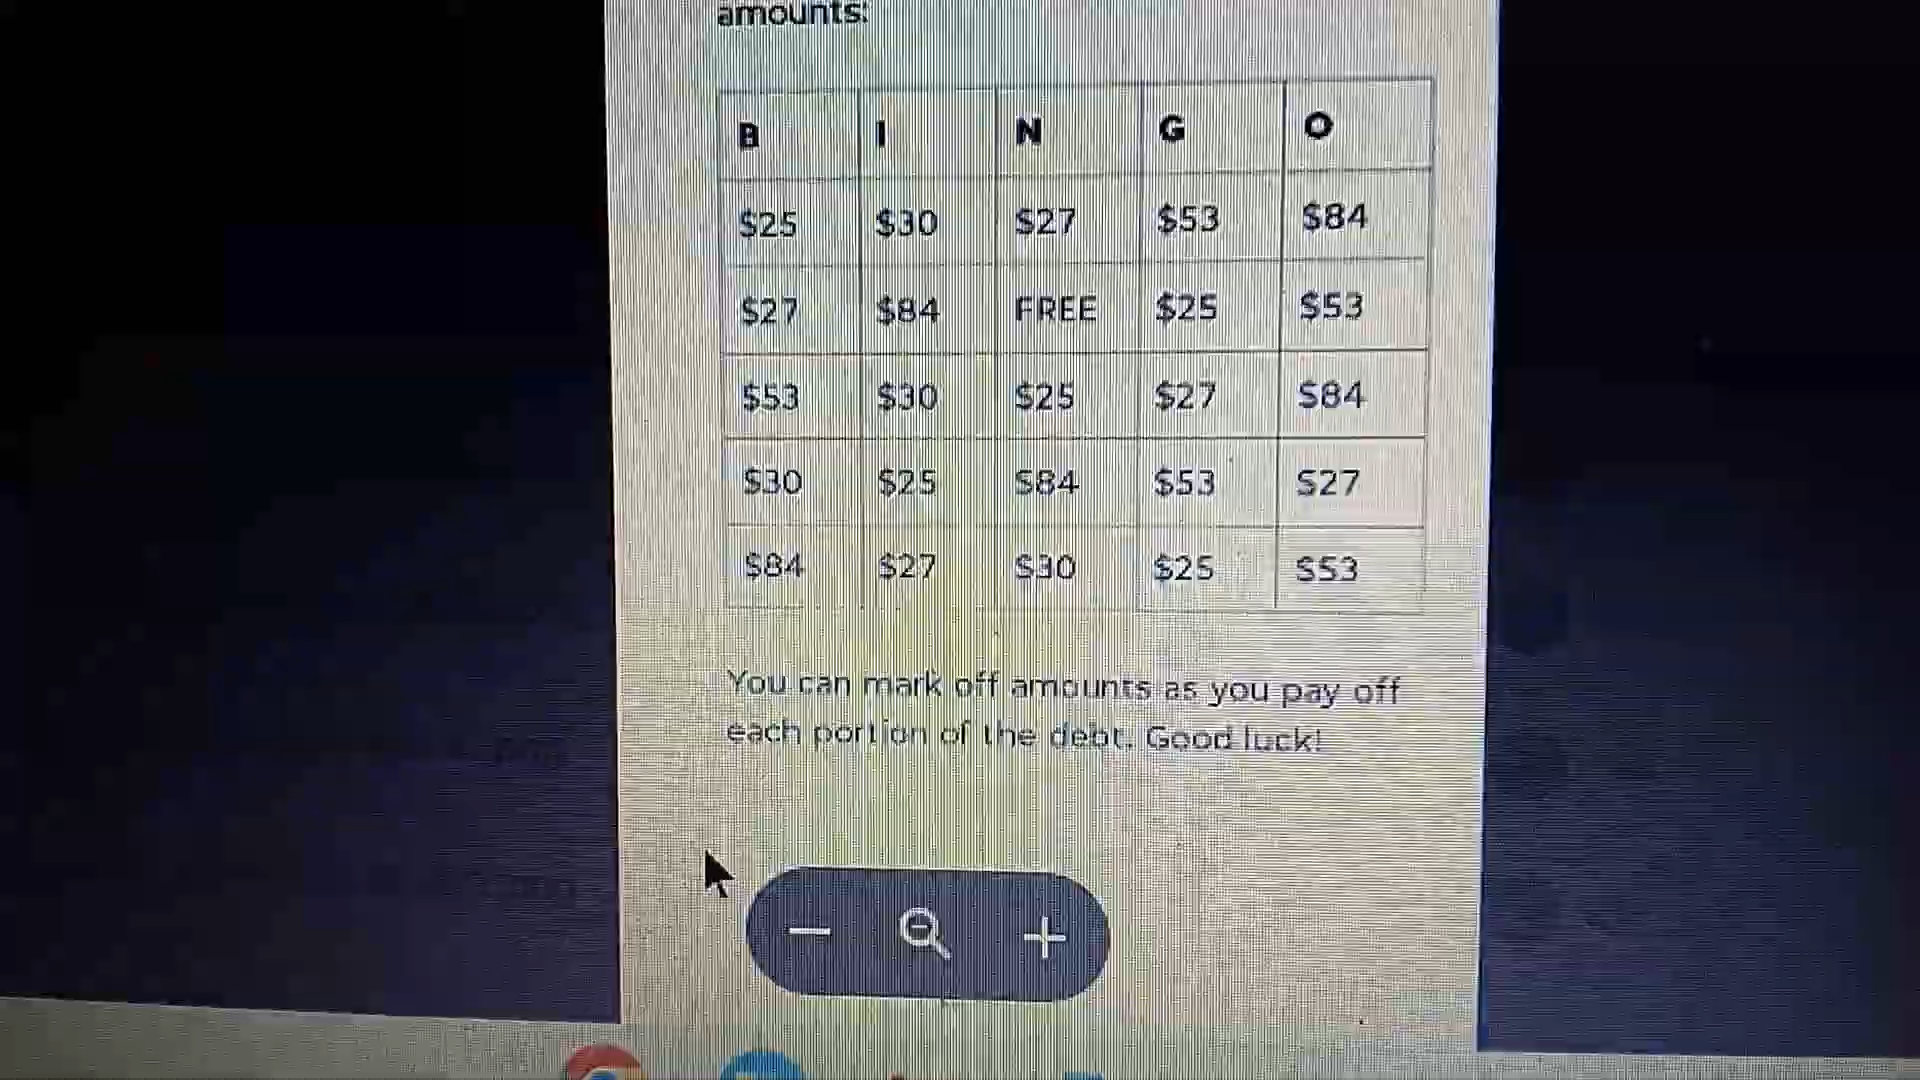 amounts:
B I N G O
$25 $30 $27 $53 $84
$27 $84 FREE $25 $53
$53 $30 $25 $27 $84
$30 $25 $84 $53 $27
$84 $27 $30 $25 $53
You can mark off amounts as you pay off
each portion of the debt. Good luck!